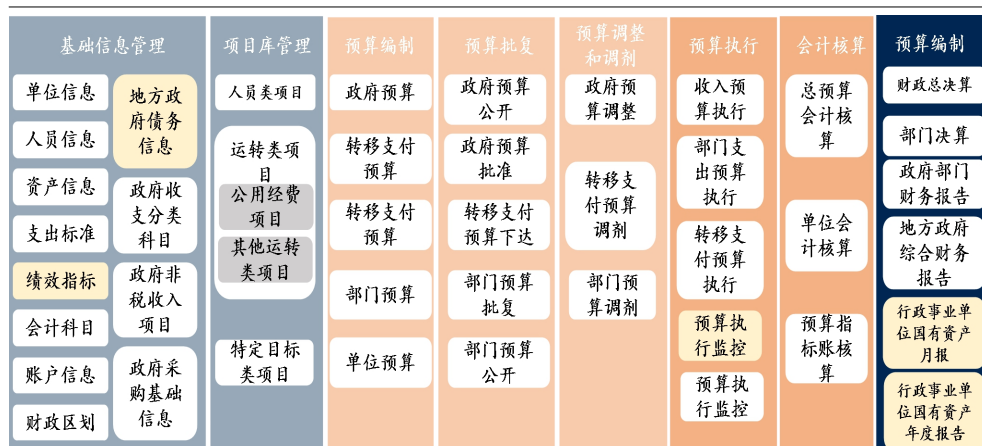 基础信息管理
单位信息
人员信息
资产信息
支出标准
绩效指标
会计科目
账户信息
财政区划
地方政
府债务
信息
政府收
支分类
科目
政府非
税收入
项目
政府采
购基础
信息
项目库管理
人员类项目
运转类项
目
公用经费
项目
其他运转
类项目
特定目标
类项目
预算编制
政府预算
转移支付
预算
转移支付
预算
部门预算
单位预算
预算批复
政府预算
公开
政府预算
批准
转移支付
预算下达
部门预算
批复
部门预算
公开
预算调整
和调剂
政府预
算调整
转移支
付预算
调剂
部门预
算调剂
预算执行
收入预
算执行
部门支
出预算
执行
转移支
付预算
执行
预算执
行监控
预算执
行监控
会计核算
总预算
会计核
算
单位会
计核算
预算指
标账核
算
预算编制
财政总决算
部门决算
政府部门
财务报告
地方政府
综合财务
报告
行政事业单
位国有资产
月报
行政事业单
位国有资产
年度报告